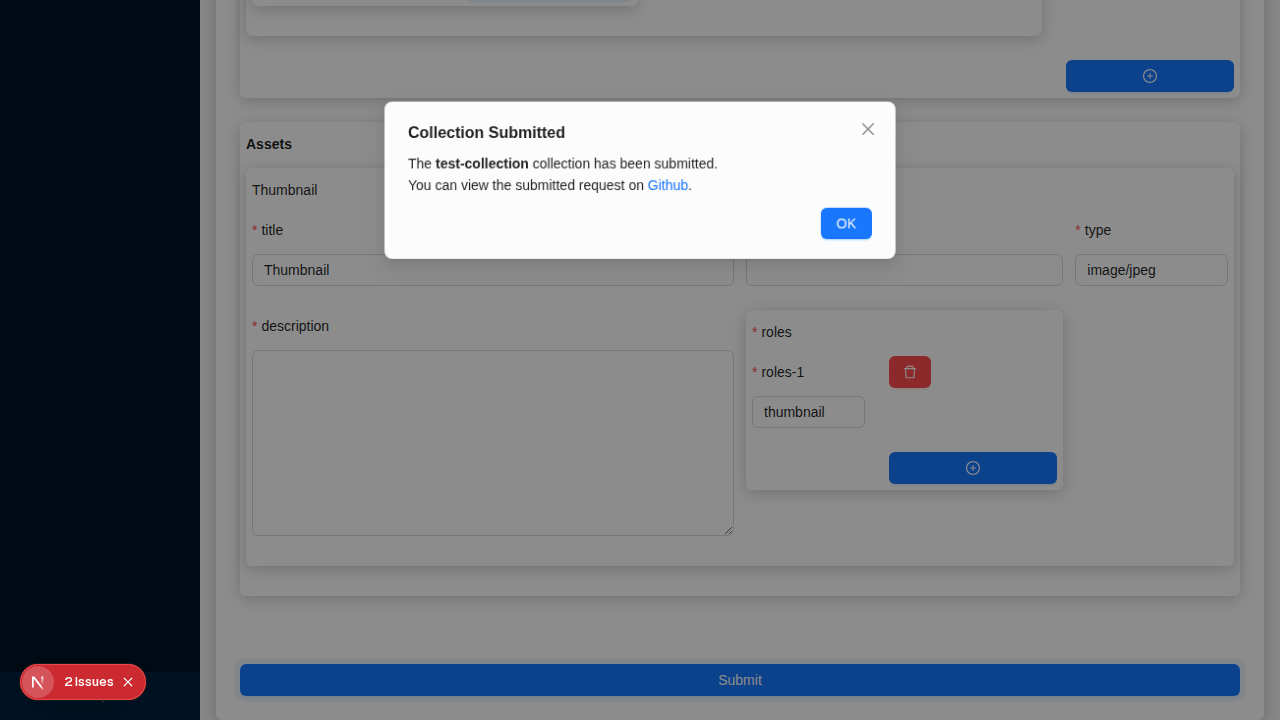 Collection Submitted
The test-collection collection has been submitted.
You can view the submitted request on Github.
OK
Assets
Thumbnail
* title
* type
Thumbnail
image/jpeg
* description
* roles
* roles-1
thumbnail
Submit
2 Issues